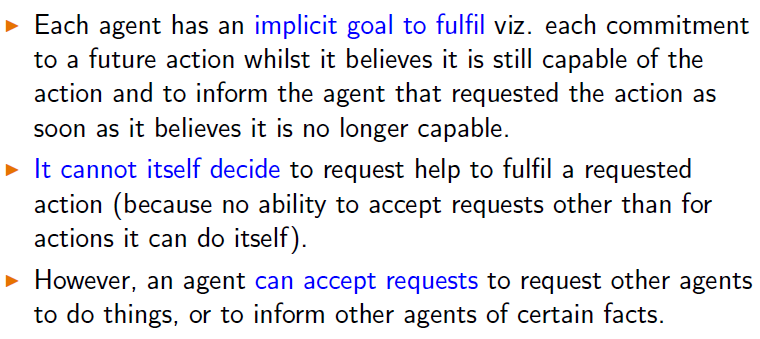 Each agent has an implicit goal to fulfil viz. each commitment
to a future action whilst it believes it is still capable of the
action and to inform the agent that requested the action as
soon as it believes it is no longer capable.
It cannot itself decide to request help to fulfil a requested
action (because no ability to accept requests other than for
actions it can do itself).
However, an agent can accept requests to request other agents
to do things, or to inform other agents of certain facts.